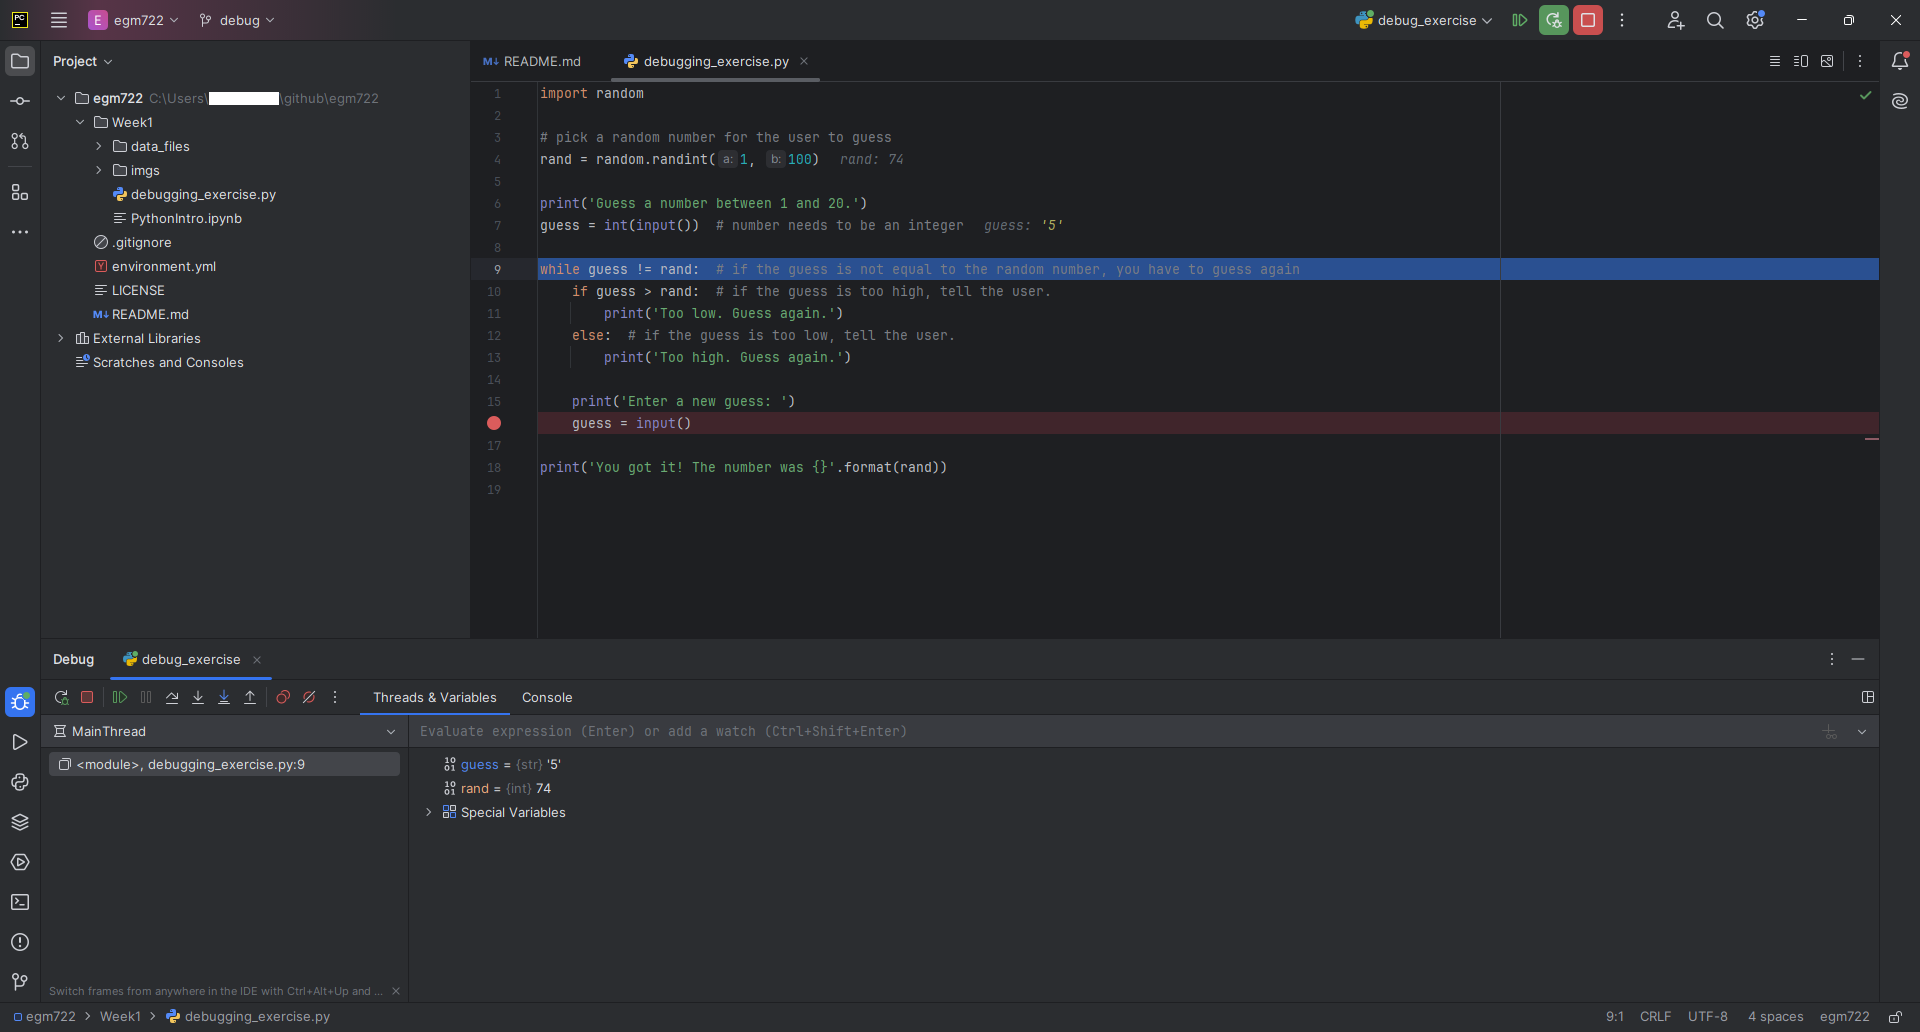 PC
E egm722 debug debug_exercise
Project
egm722 C:\Users\ \github\egm722
Week1
data_files
imgs
debugging_exercise.py
PythonIntro.ipynb
.gitignore
Y environment.yml
LICENSE
M↓ README.md
External Libraries
Scratches and Consoles
M↓ README.md debugging_exercise.py
1 import random
2
3 # pick a random number for the user to guess
4 rand = random.randint(a: 1, b: 100) rand: 74
5
6 print('Guess a number between 1 and 20.')
7 guess = int(input()) # number needs to be an integer guess: '5'
8
9 while guess != rand: # if the guess is not equal to the random number, you have to guess again
10 if guess > rand: # if the guess is too high, tell the user.
11 print('Too low. Guess again.')
12 else: # if the guess is too low, tell the user.
13 print('Too high. Guess again.')
14
15 print('Enter a new guess: ')
guess = input()
17
18 print('You got it! The number was {}'.format(rand))
19
Debug debug_exercise
Threads & Variables Console
MainThread
<module>, debugging_exercise.py:9
Evaluate expression (Enter) or add a watch (Ctrl+Shift+Enter)
10 01 guess = {str} '5'
10 01 rand = {int} 74
Special Variables
Switch frames from anywhere in the IDE with Ctrl+Alt+Up and ...
egm722 > Week1 > debugging_exercise.py
9:1 CRLF UTF-8 4 spaces egm722